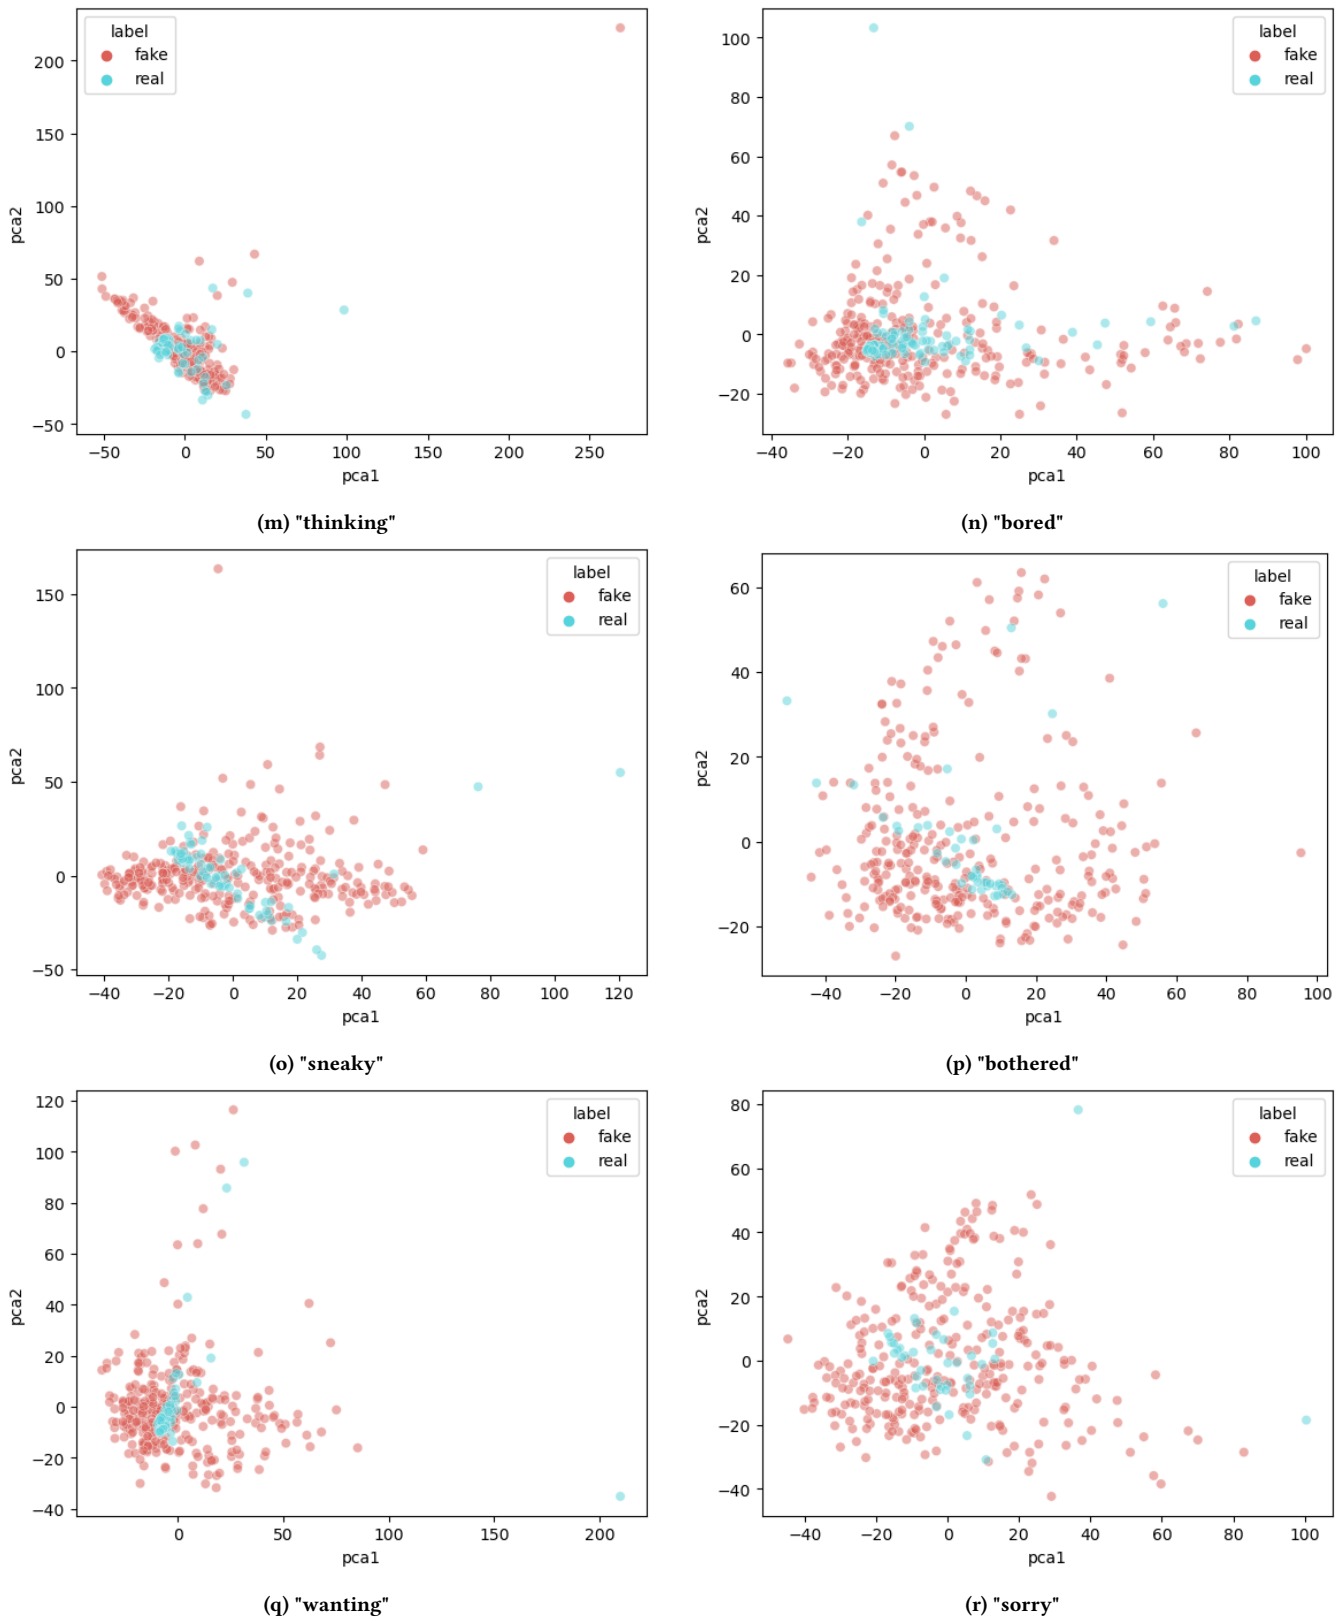 label
fake
real
200
150
100
50
0
−50
pca2
−50 0 50 100 150 200 250
pca1
(m) "thinking"
label
fake
real
100
80
60
40
20
0
−20
pca2
−40 −20 0 20 40 60 80 100
pca1
(n) "bored"
label
fake
real
150
100
50
0
−50
pca2
−40 −20 0 20 40 60 80 100 120
pca1
(o) "sneaky"
label
fake
real
60
40
20
0
−20
pca2
−40 −20 0 20 40 60 80 100
pca1
(p) "bothered"
label
fake
real
120
100
80
60
40
20
0
−20
−40
pca2
0 50 100 150 200
pca1
(q) "wanting"
label
fake
real
80
60
40
20
0
−20
−40
pca2
−40 −20 0 20 40 60 80 100
pca1
(r) "sorry"